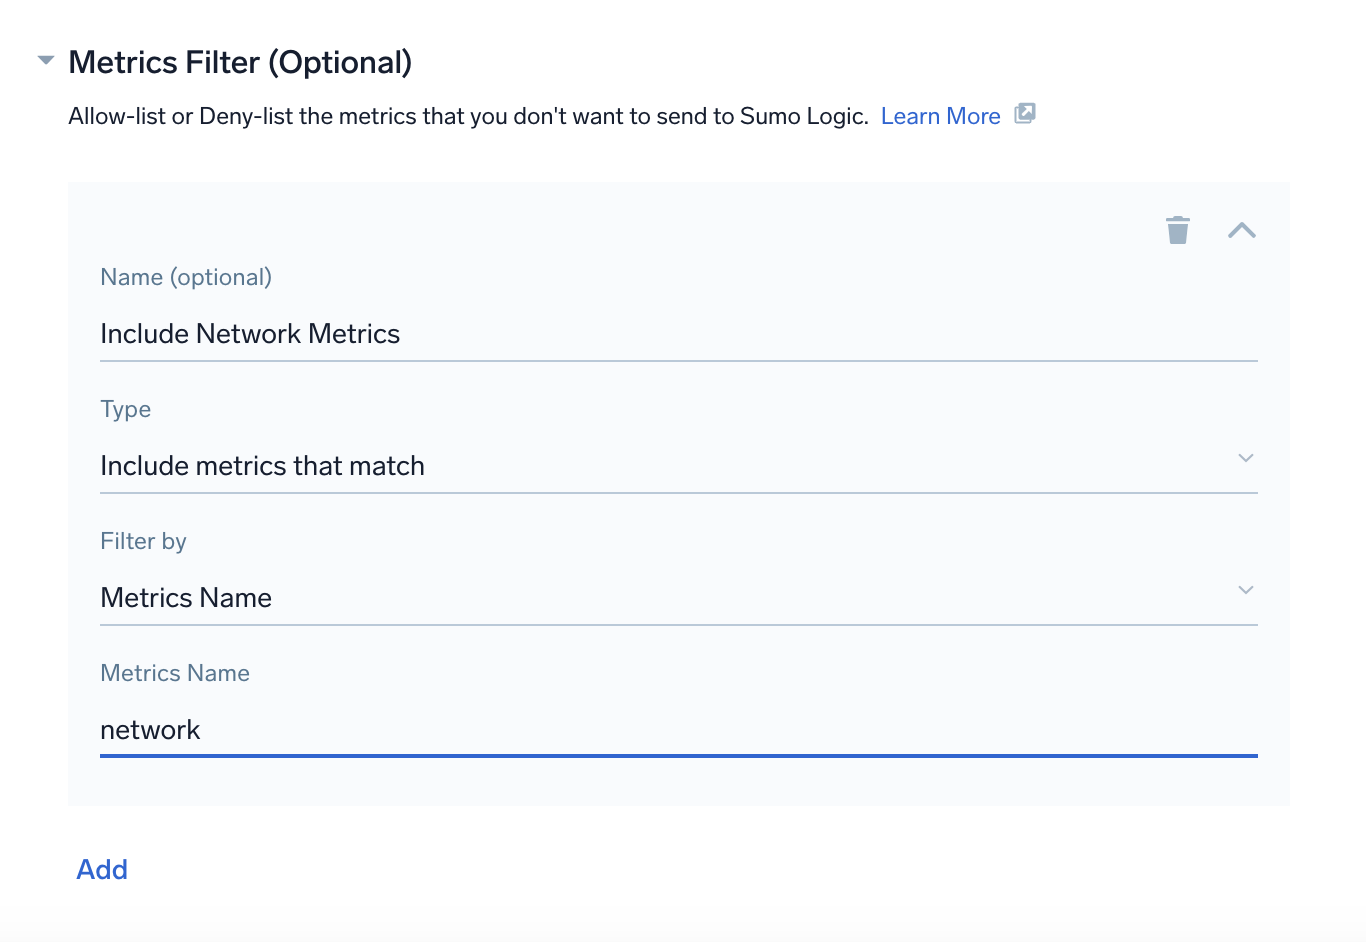 Metrics Filter (Optional)
Allow-list or Deny-list the metrics that you don't want to send to Sumo Logic. Learn More
Name (optional)
Include Network Metrics
Type
Include metrics that match
Filter by
Metrics Name
Metrics Name
network
Add